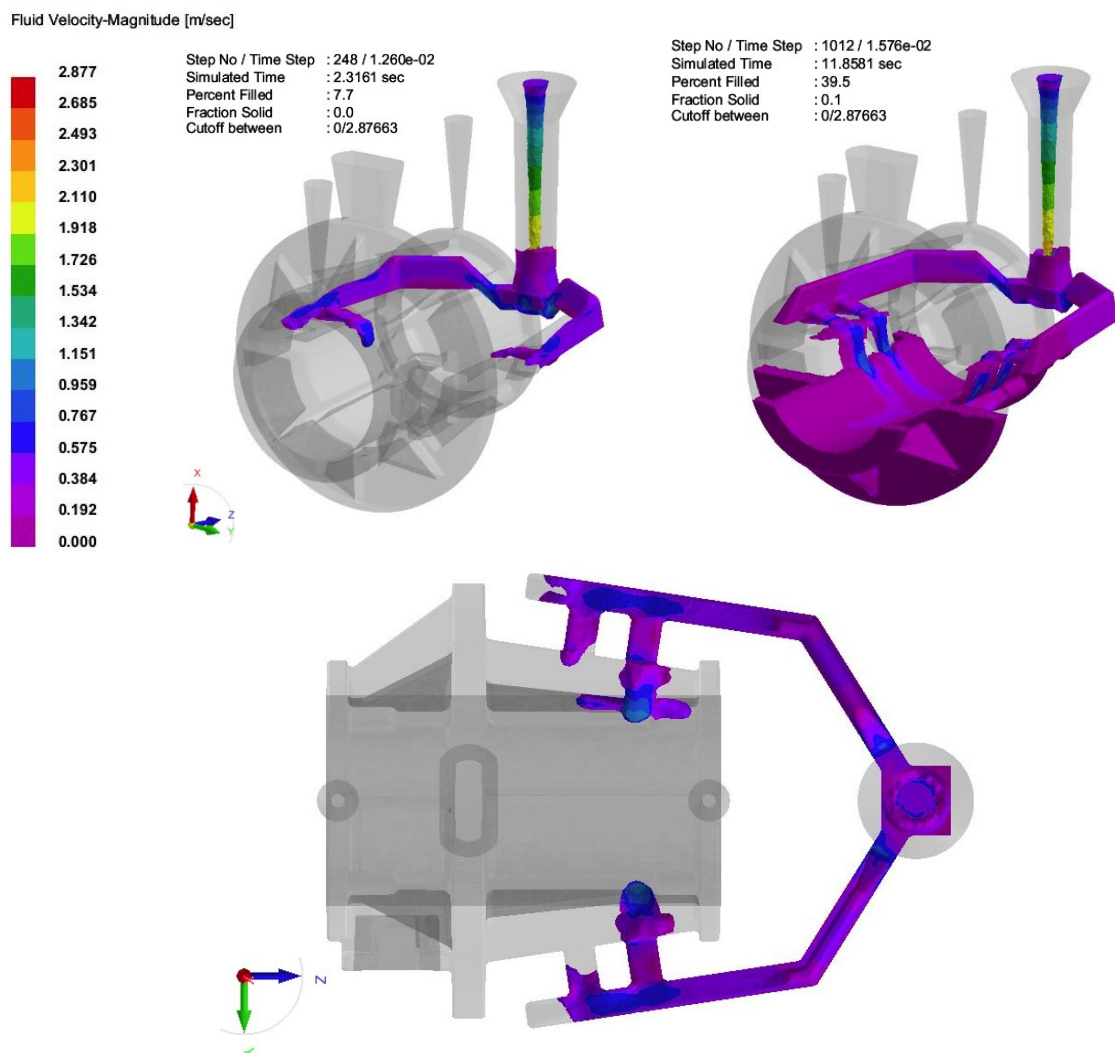 Fluid Velocity-Magnitude [m/sec]
Step No / Time Step : 248 / 1.260e-02
Simulated Time : 2.3161 sec
Percent Filled : 7.7
Fraction Solid : 0.0
Cutoff between : 0/2.87663
Step No / Time Step : 1012 / 1.576e-02
Simulated Time : 11.8581 sec
Percent Filled : 39.5
Fraction Solid : 0.1
Cutoff between : 0/2.87663
2.877
2.685
2.493
2.301
2.110
1.918
1.726
1.534
1.342
1.151
0.959
0.767
0.575
0.384
0.192
0.000
X
Z
Y
Z
Y